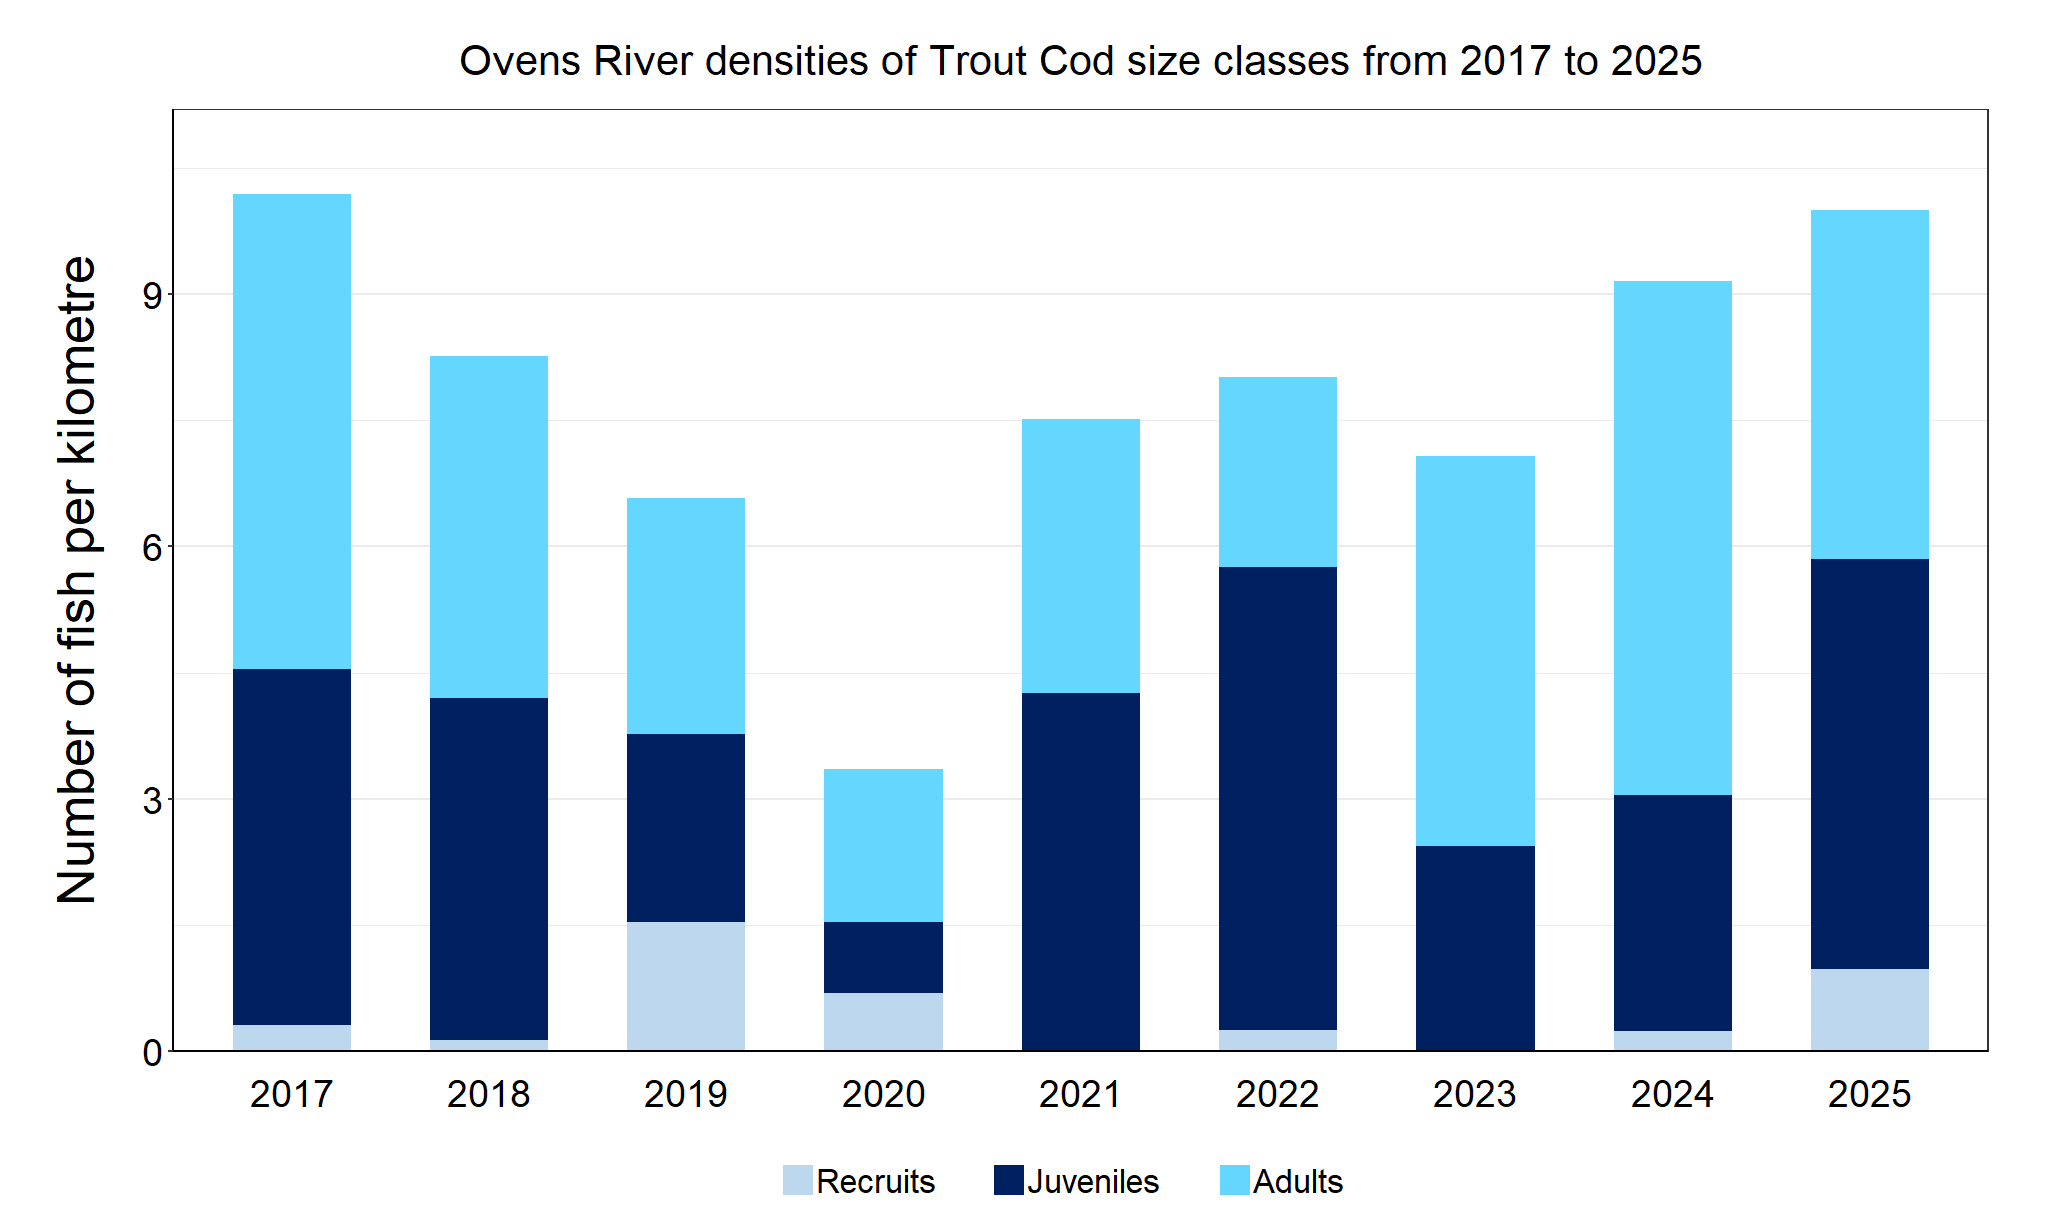 Ovens River densities of Trout Cod size classes from 2017 to 2025
Number of fish per kilometre
9
6
3
0
2017 2018 2019 2020 2021 2022 2023 2024 2025
Recruits Juveniles Adults